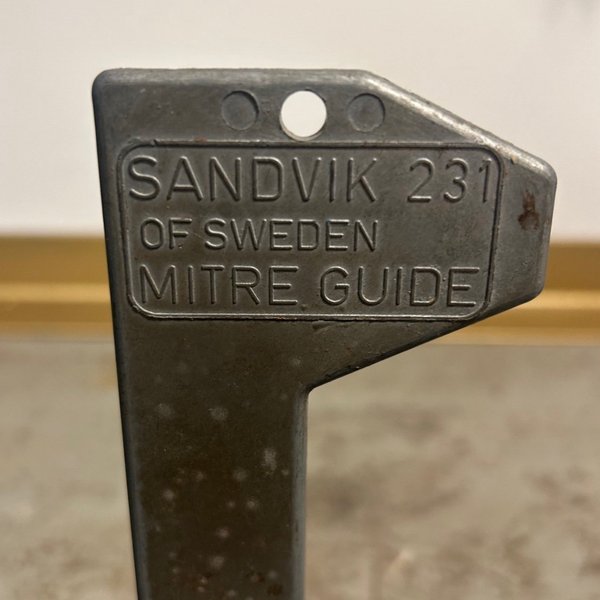 SANDVIK 231
OF SWEDEN
MITRE GUIDE